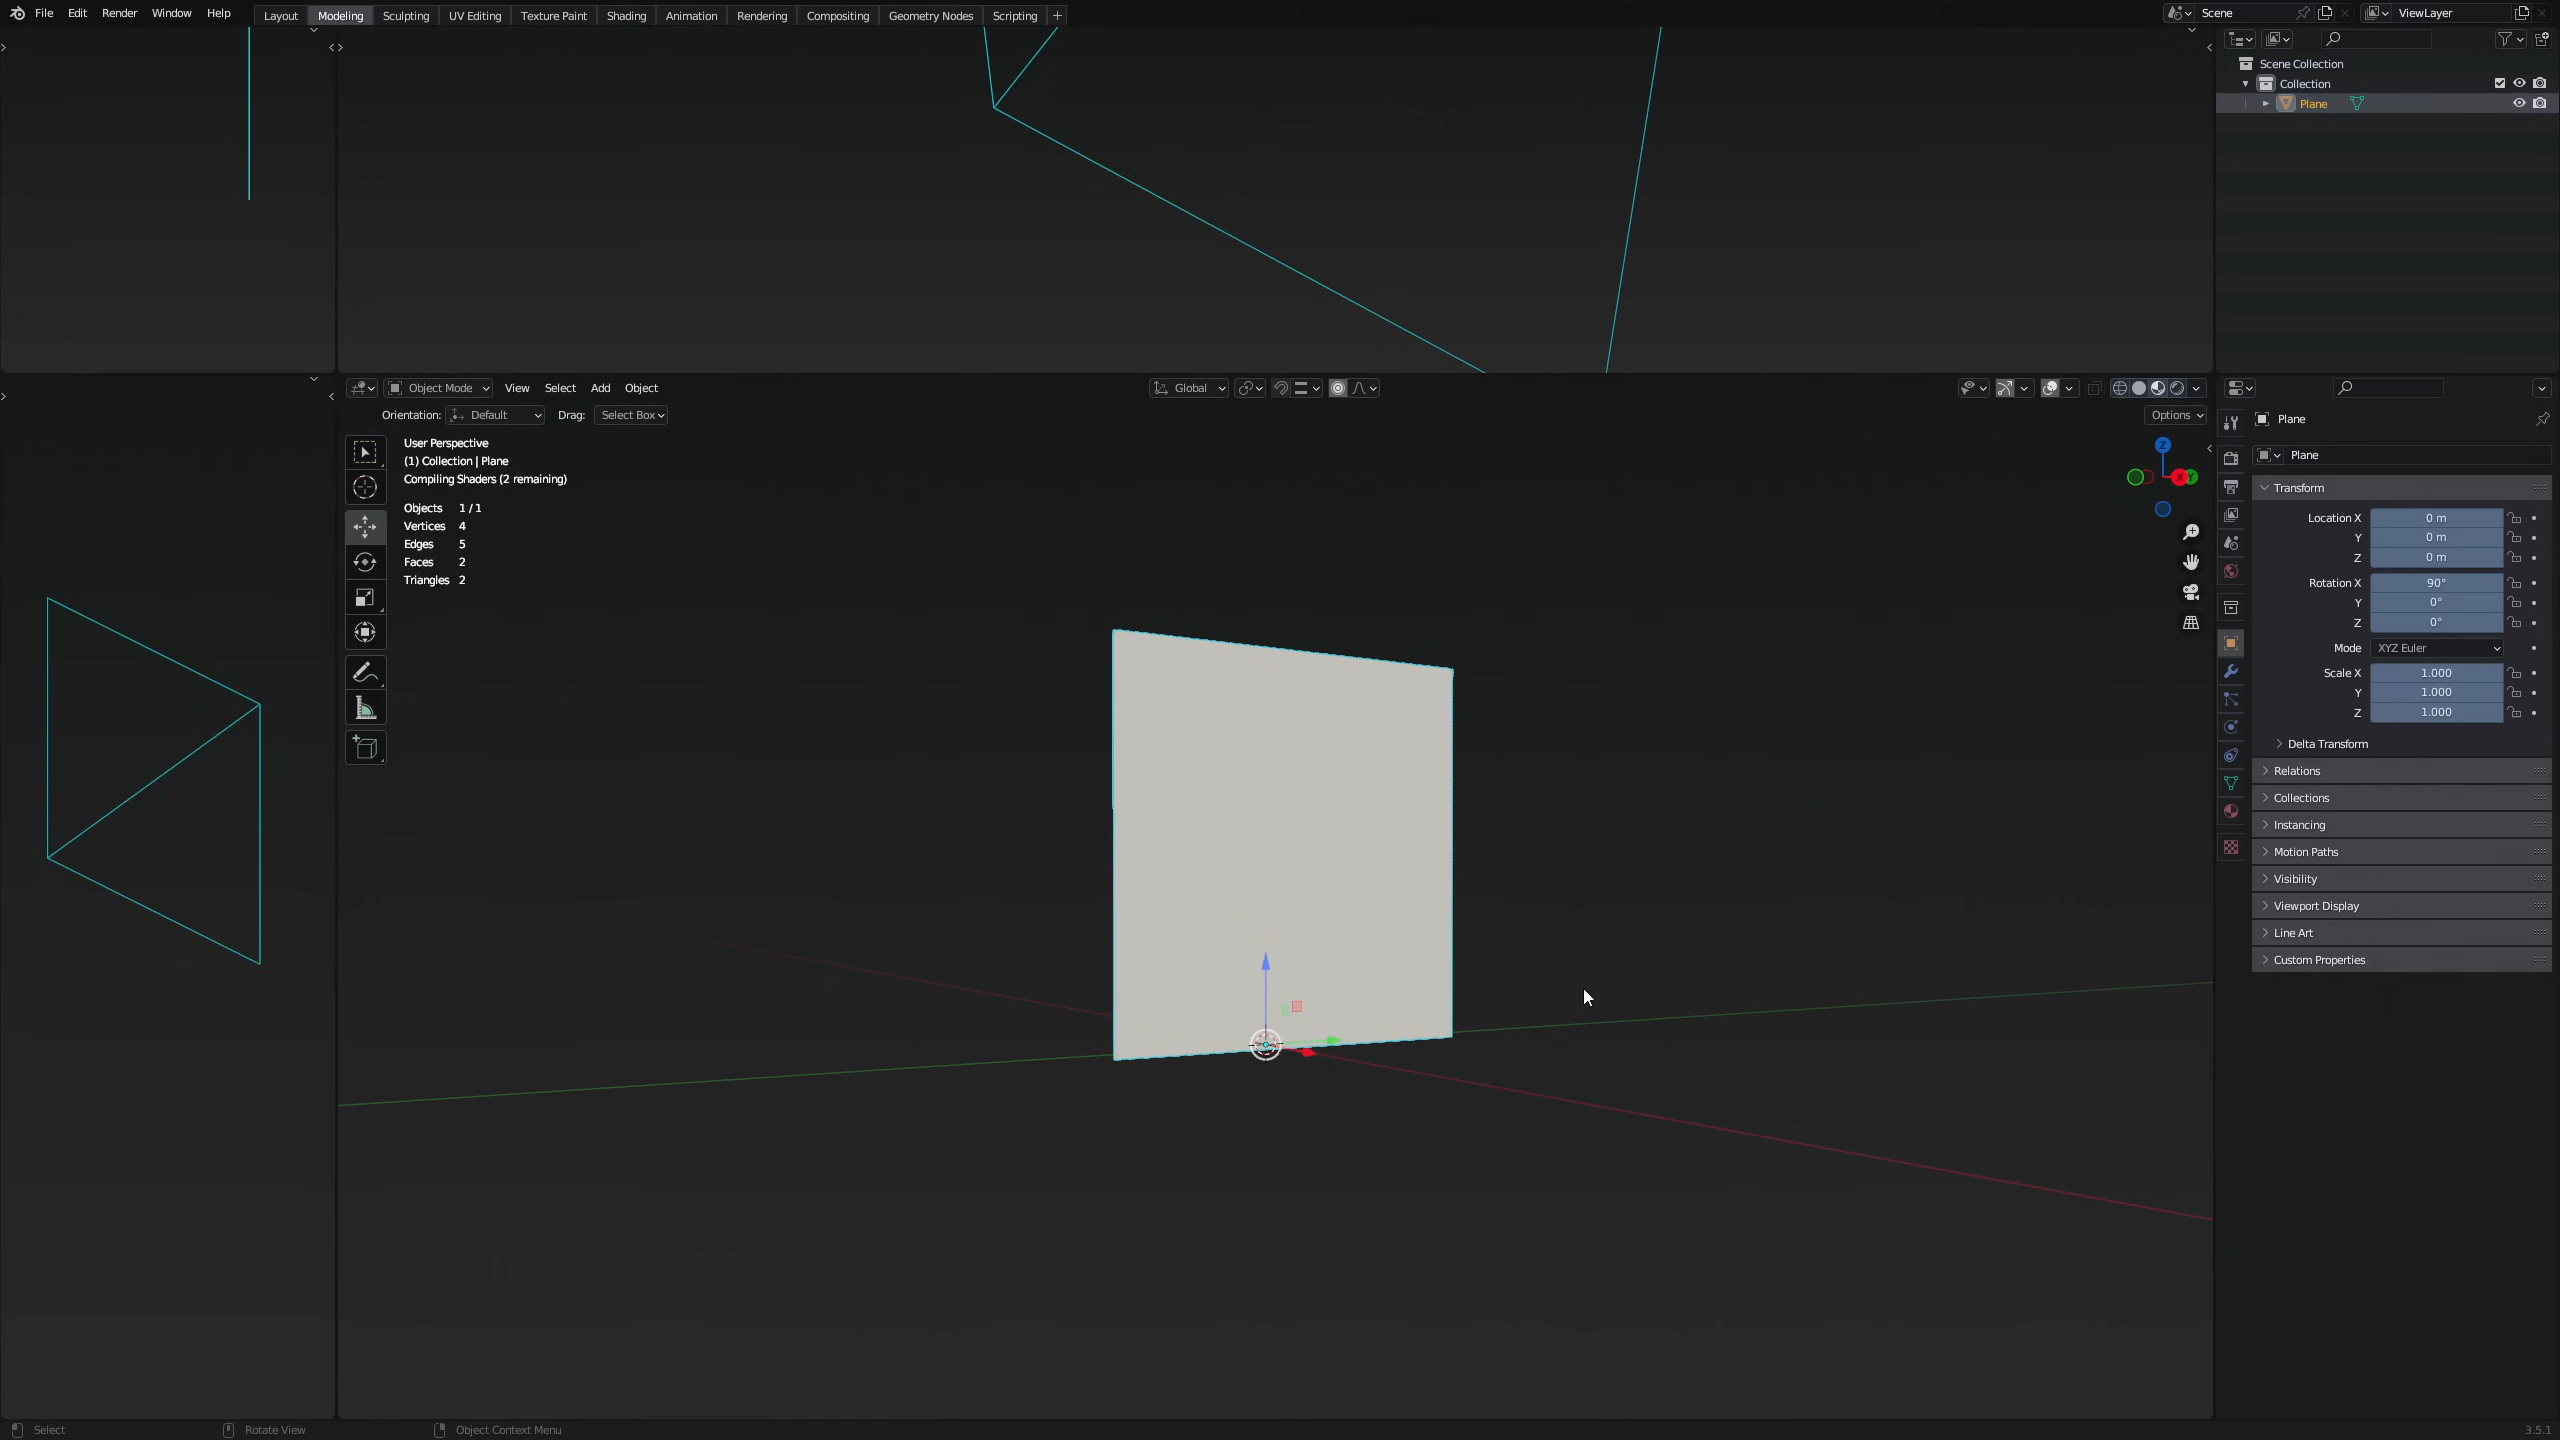 File Edit Render Window Help
Layout Modeling Sculpting UV Editing Texture Paint Shading Animation Rendering Compositing Geometry Nodes Scripting +
Scene
ViewLayer
Scene Collection
Collection
Plane
Object Mode View Select Add Object
Global
Orientation: Default Drag: Select Box
Options
User Perspective
(1) Collection | Plane
Compiling Shaders (2 remaining)
Objects 1 / 1
Vertices 4
Edges 5
Faces 2
Triangles 2
Z
X Y
Plane
Plane
Transform
Location X 0 m
Y 0 m
Z 0 m
Rotation X 90°
Y 0°
Z 0°
Mode XYZ Euler
Scale X 1.000
Y 1.000
Z 1.000
Delta Transform
Relations
Collections
Instancing
Motion Paths
Visibility
Viewport Display
Line Art
Custom Properties
Select Rotate View Object Context Menu
3.5.1